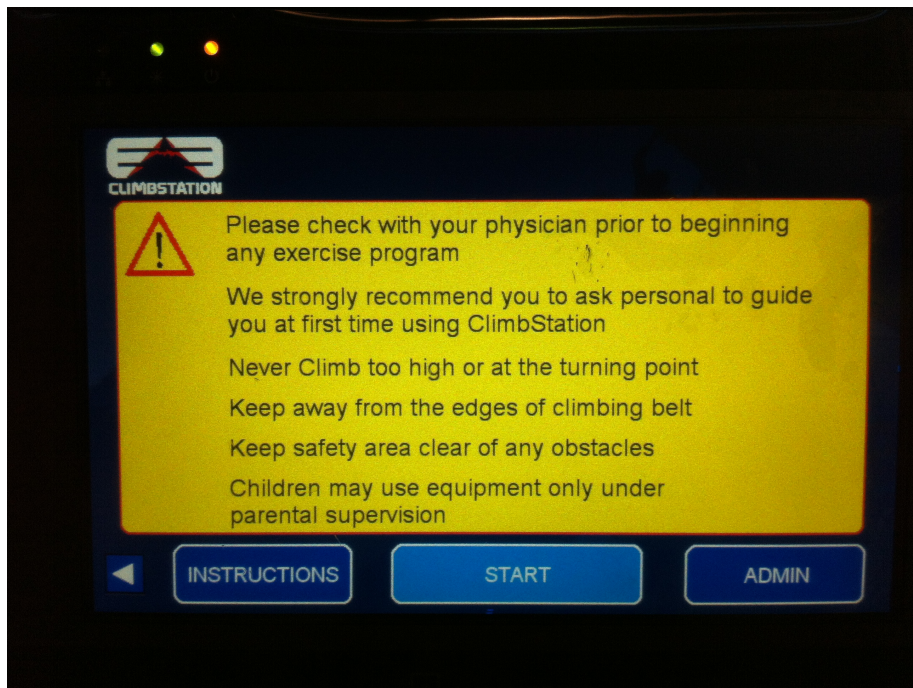 CLIMBSTATION
Please check with your physician prior to beginning
any exercise program
We strongly recommend you to ask personal to guide
you at first time using ClimbStation
Never Climb too high or at the turning point
Keep away from the edges of climbing belt
Keep safety area clear of any obstacles
Children may use equipment only under
parental supervision
INSTRUCTIONS
START
ADMIN